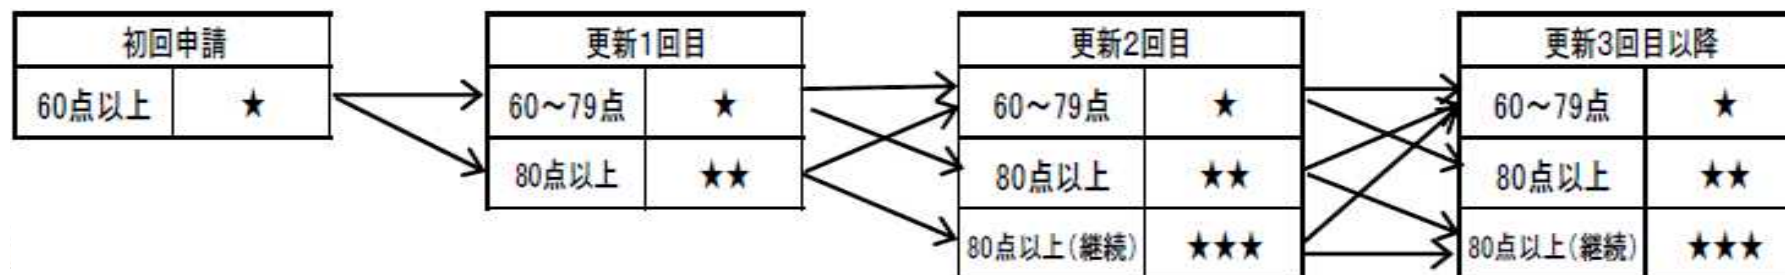 初回申請
60点以上 ★
更新1回目
60～79点 ★
80点以上 ★★
更新2回目
60～79点 ★
80点以上 ★★
80点以上(継続) ★★★
更新3回目以降
60～79点 ★
80点以上 ★★
80点以上(継続) ★★★